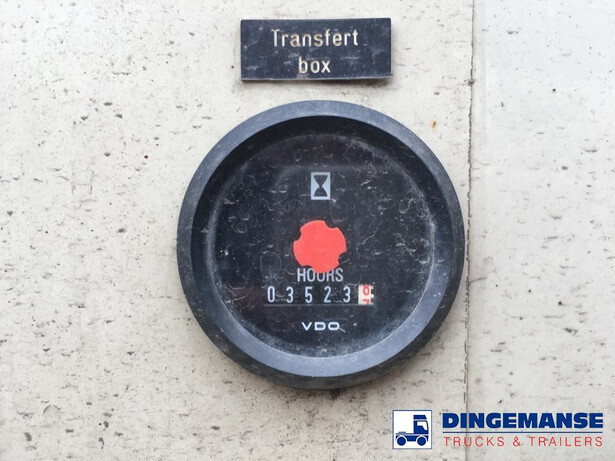 Transfert
box
HOURS
03523
VDO
DINGEMANSE
TRUCKS & TRAILERS